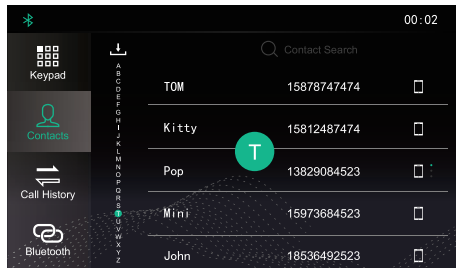 00:02
Keypad
Contacts
Call History
Bluetooth
A
B
C
D
E
F
G
H
I
J
K
L
M
N
O
P
Q
R
S
T
U
V
W
X
Y
Z
Contact Search
TOM 15878747474
Kitty 15812487474
T
Pop 13829084523
Mini 15973684523
John 18536492523